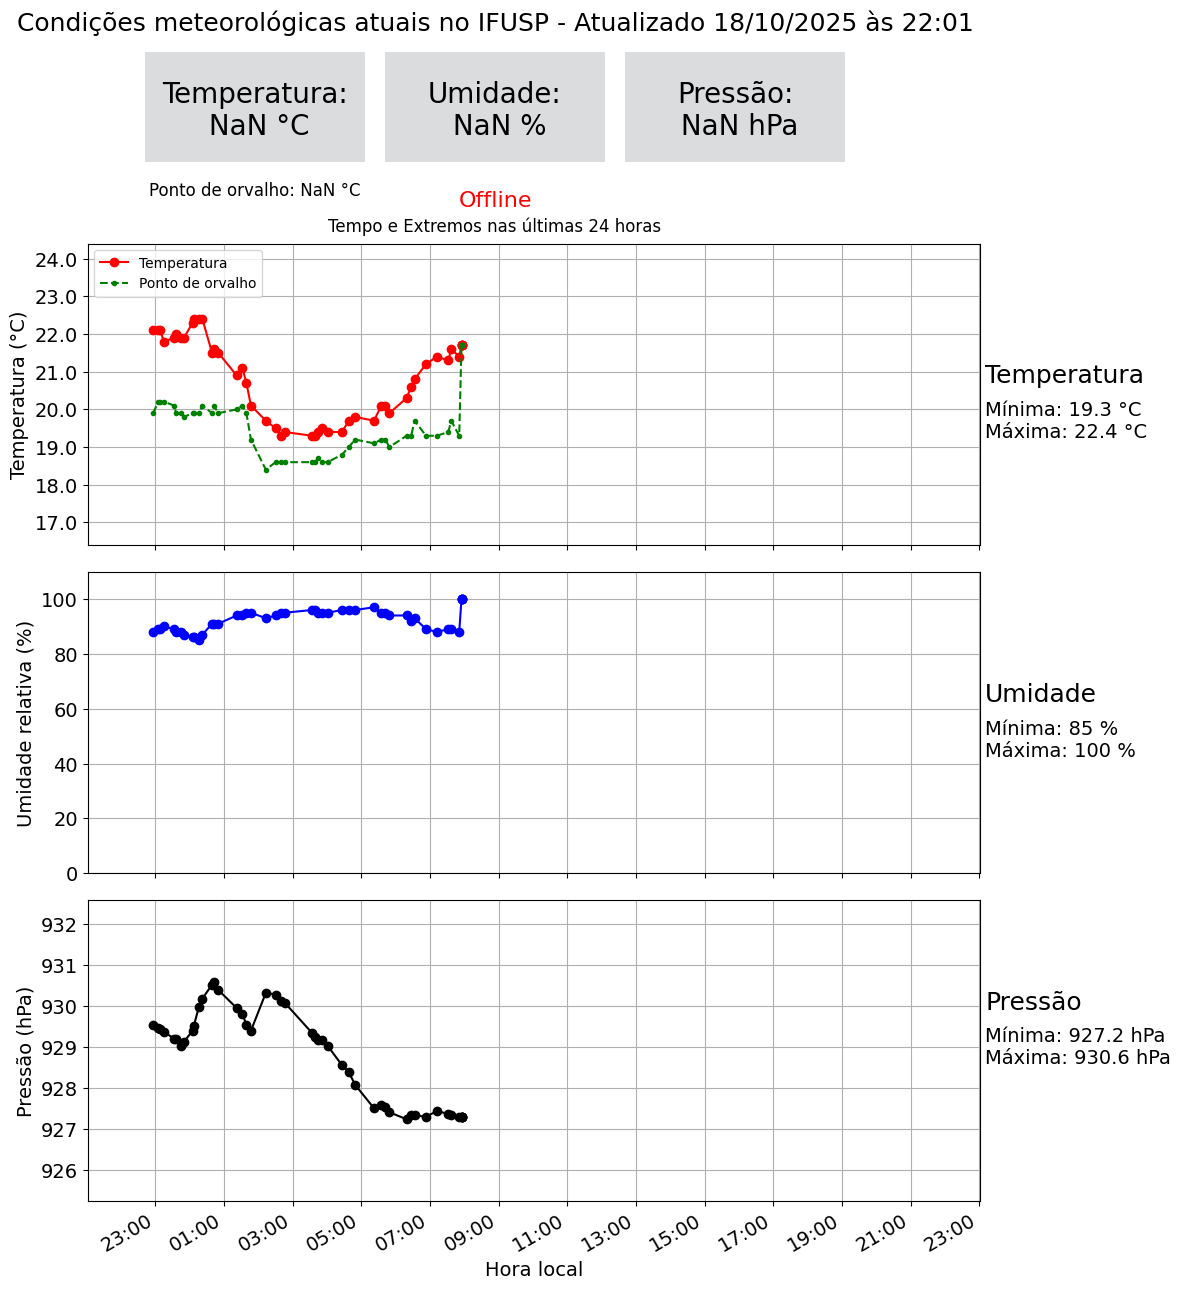 Condições meteorológicas atuais no IFUSP - Atualizado 18/10/2025 às 22:01
Temperatura:
NaN °C
Umidade:
NaN %
Pressão:
NaN hPa
Ponto de orvalho: NaN °C
Offline
Tempo e Extremos nas últimas 24 horas
Temperatura (°C)
24.0
23.0
22.0
21.0
20.0
19.0
18.0
17.0
Temperatura
Ponto de orvalho
Temperatura
Mínima: 19.3 °C
Máxima: 22.4 °C
Umidade relativa (%)
100
80
60
40
20
0
Umidade
Mínima: 85 %
Máxima: 100 %
Pressão (hPa)
932
931
930
929
928
927
926
Pressão
Mínima: 927.2 hPa
Máxima: 930.6 hPa
23:00 01:00 03:00 05:00 07:00 09:00 11:00 13:00 15:00 17:00 19:00 21:00 23:00
Hora local